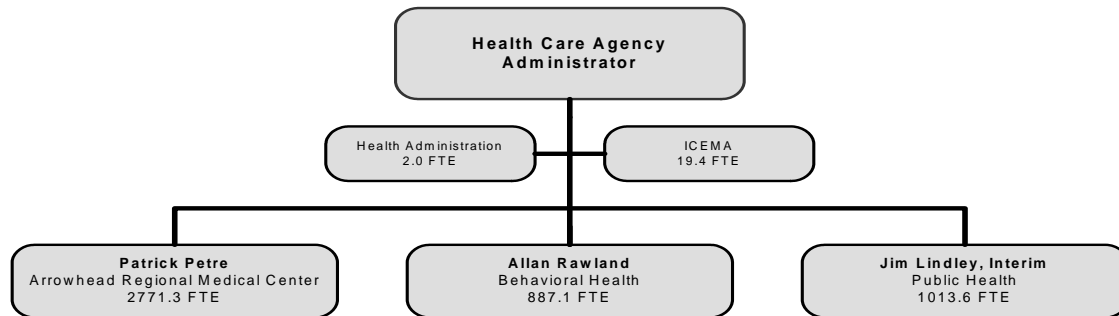 Health Care Agency
Administrator
Health Administration
2.0 FTE
ICEMA
19.4 FTE
Patrick Petre
Arrowhead Regional Medical Center
2771.3 FTE
Allan Rawland
Behavioral Health
887.1 FTE
Jim Lindley, Interim
Public Health
1013.6 FTE